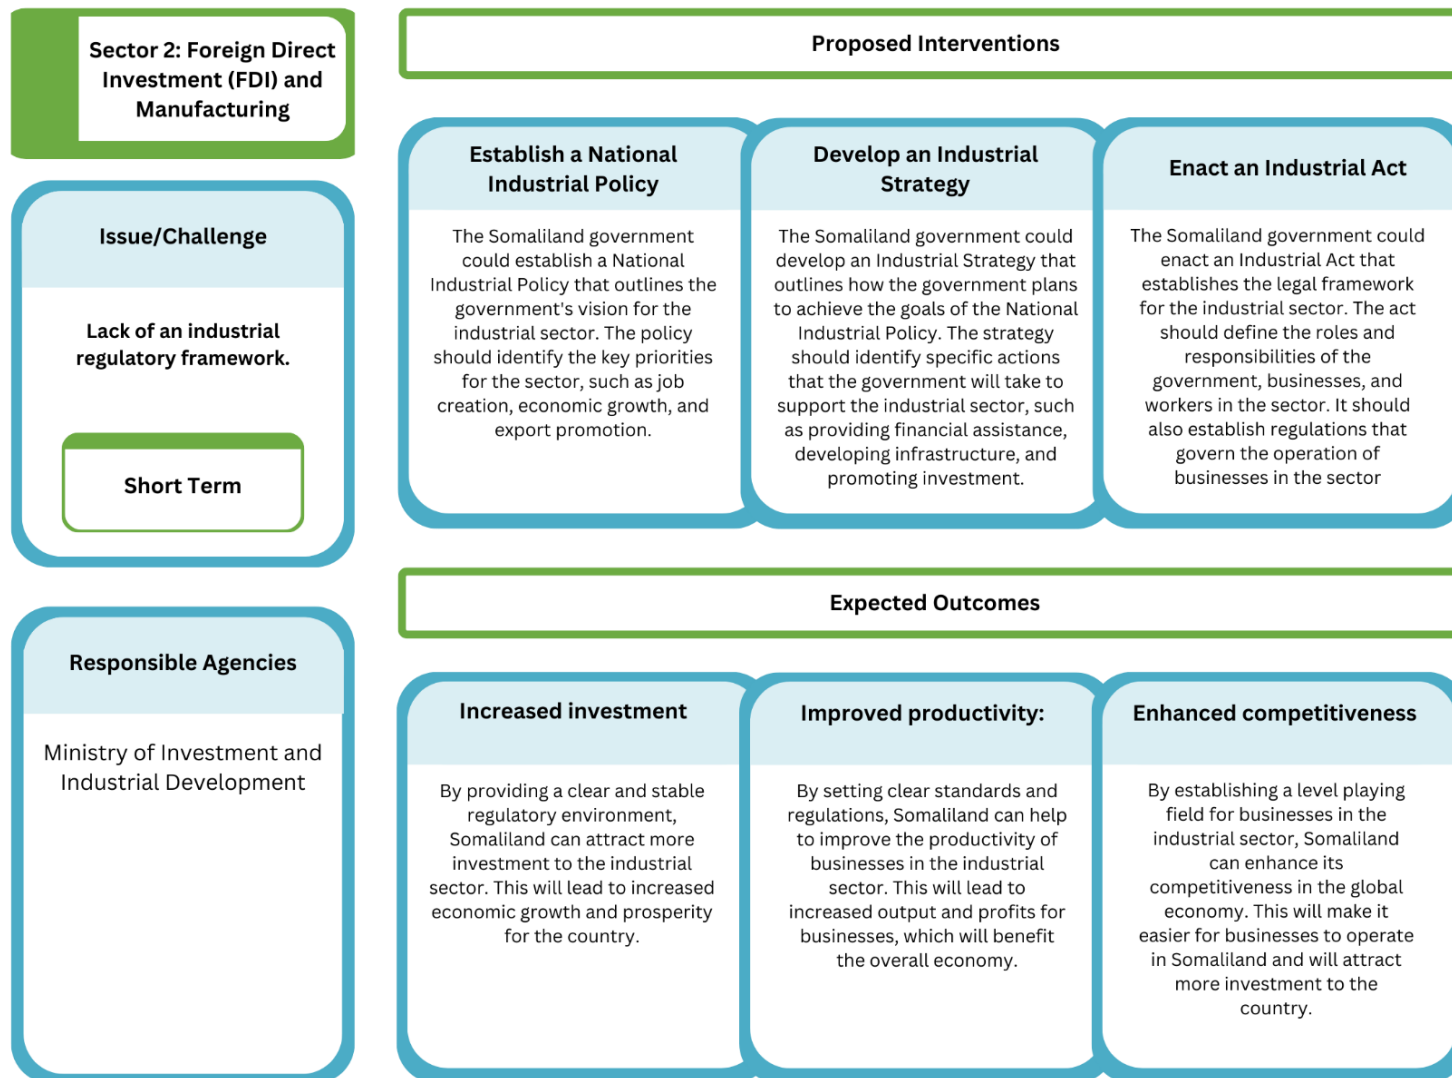 Sector 2: Foreign Direct
Investment (FDI) and
Manufacturing
Issue/Challenge
Lack of an industrial
regulatory framework.
Short Term
Responsible Agencies
Ministry of Investment and
Industrial Development
Proposed Interventions
Establish a National
Industrial Policy
The Somaliland government
could establish a National
Industrial Policy that outlines the
government's vision for the
industrial sector. The policy
should identify the key priorities
for the sector, such as job
creation, economic growth, and
export promotion.
Develop an Industrial
Strategy
The Somaliland government could
develop an Industrial Strategy that
outlines how the government plans
to achieve the goals of the National
Industrial Policy. The strategy
should identify specific actions
that the government will take to
support the industrial sector, such
as providing financial assistance,
developing infrastructure, and
promoting investment.
Enact an Industrial Act
The Somaliland government could
enact an Industrial Act that
establishes the legal framework
for the industrial sector. The act
should define the roles and
responsibilities of the
government, businesses, and
workers in the sector. It should
also establish regulations that
govern the operation of
businesses in the sector
Expected Outcomes
Increased investment
By providing a clear and stable
regulatory environment,
Somaliland can attract more
investment to the industrial
sector. This will lead to increased
economic growth and prosperity
for the country.
Improved productivity:
By setting clear standards and
regulations, Somaliland can help
to improve the productivity of
businesses in the industrial
sector. This will lead to
increased output and profits for
businesses, which will benefit
the overall economy.
Enhanced competitiveness
By establishing a level playing
field for businesses in the
industrial sector, Somaliland
can enhance its
competitiveness in the global
economy. This will make it
easier for businesses to operate
in Somaliland and will attract
more investment to the
country.